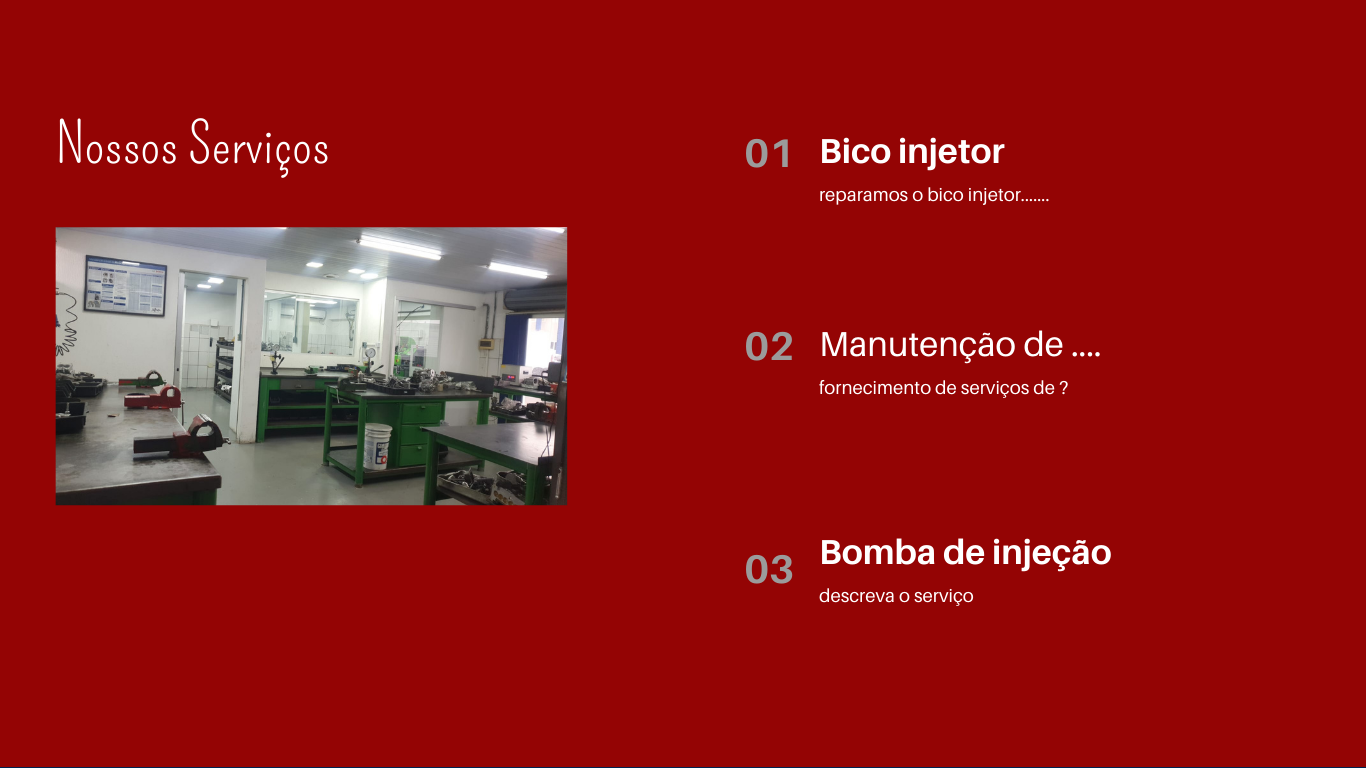 Nossos Serviços
01 Bico injetor
reparamos o bico injetor.......
02 Manutenção de ....
fornecimento de serviços de ?
03 Bomba de injeção
descreva o serviço